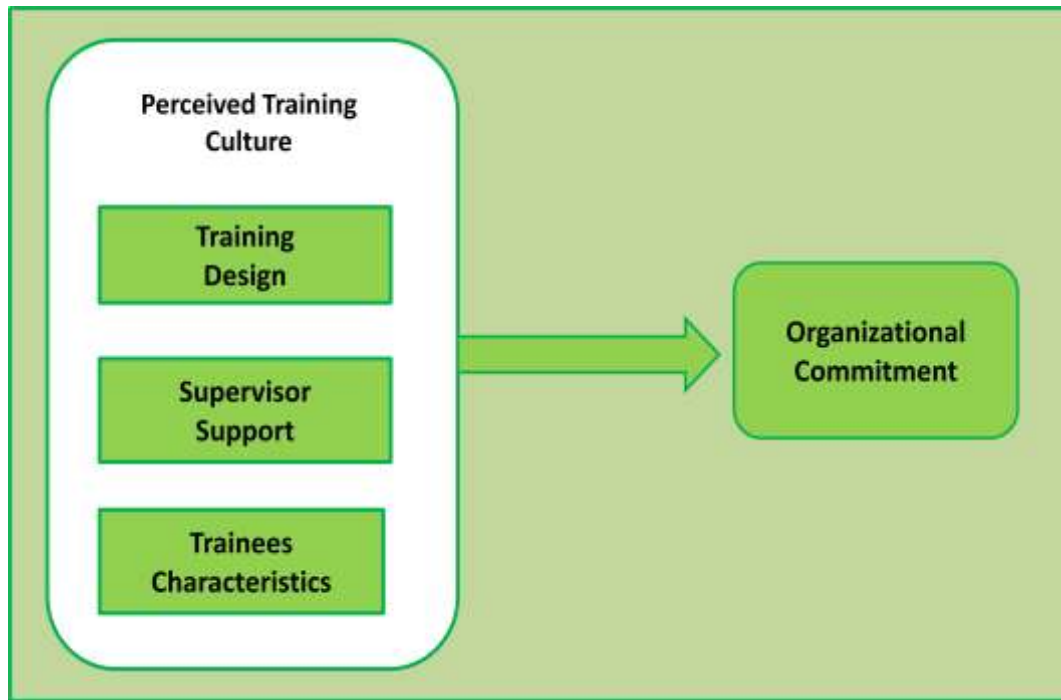 Perceived Training
Culture
Training
Design
Supervisor
Support
Trainees
Characteristics
Organizational
Commitment